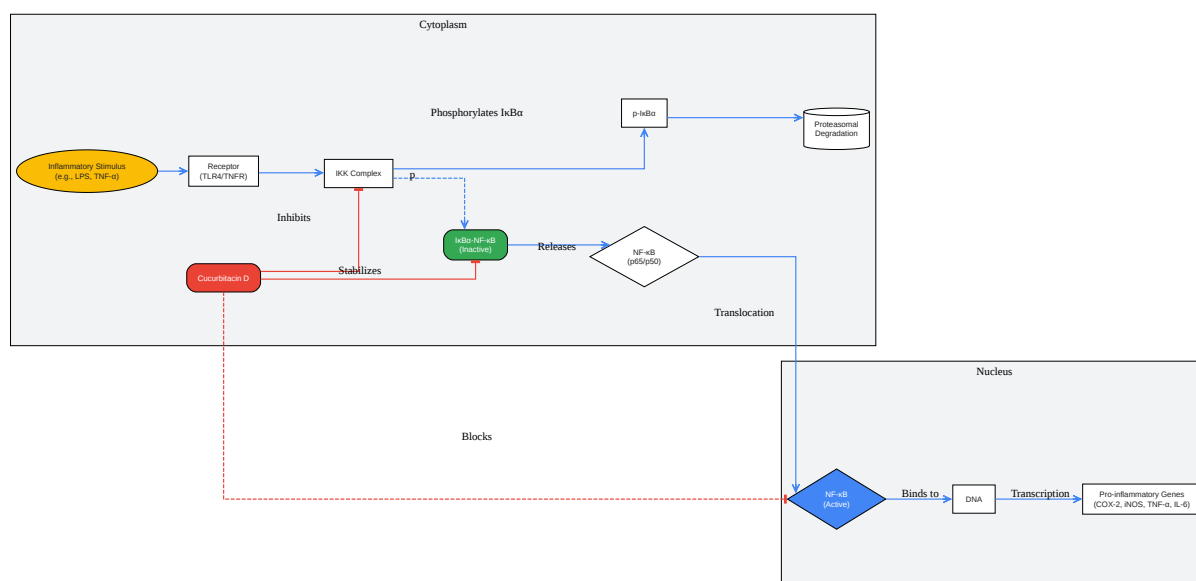 Cytoplasm
Phosphorylates IκBα
p-IκBα
Proteasomal
Degradation
Inflammatory Stimulus
(e.g., LPS, TNF-α)
Receptor
(TLR4/TNFR)
IKK Complex
p
Inhibits
IκBα-NF-κB
(Inactive)
Releases
NF-κB
(p65/p50)
Cucurbitacin D
Stabilizes
Translocation
Nucleus
Blocks
NF-κB
(Active)
Binds to
DNA
Transcription
Pro-inflammatory Genes
(COX-2, iNOS, TNF-α, IL-6)